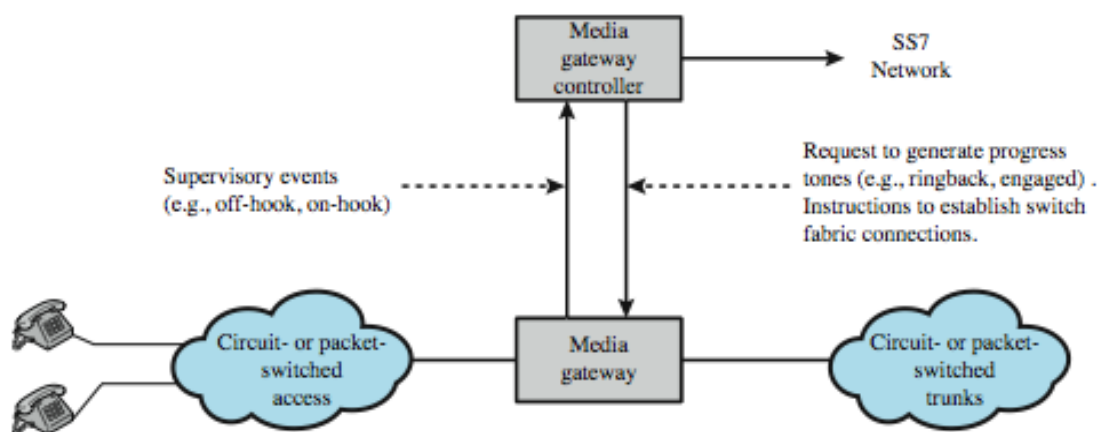 Media
gateway
controller
SS7
Network
Supervisory events
(e.g., off-hook, on-hook)
Request to generate progress
tones (e.g., ringback, engaged) .
Instructions to establish switch
fabric connections.
Circuit- or packet-
switched
access
Media
gateway
Circuit- or packet-
switched
trunks